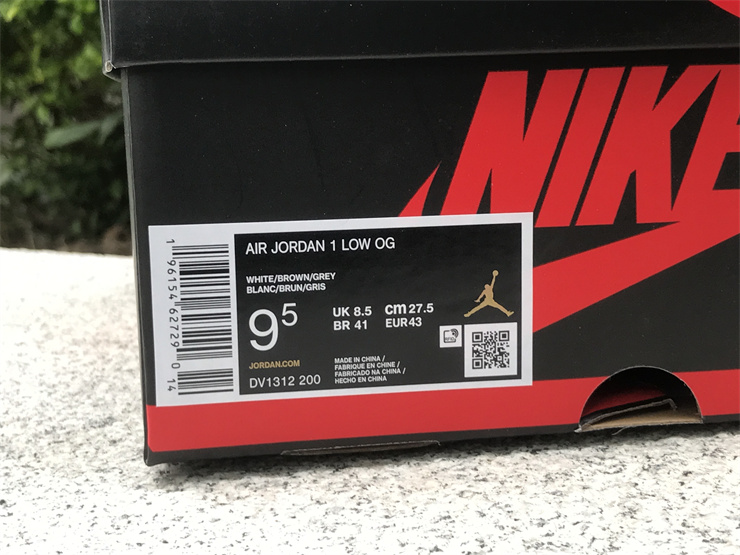 NIKE
AIR JORDAN 1 LOW OG
WHITE/BROWN/GREY
BLANC/BRUN/GRIS
9⁵
UK 8.5 cm 27.5
BR 41 EUR 43
JORDAN.COM
DV1312 200
MADE IN CHINA /
FABRIQUE EN CHINE /
FABRICADO NA CHINA /
HECHO EN CHINA
1 96154 62729 0 14